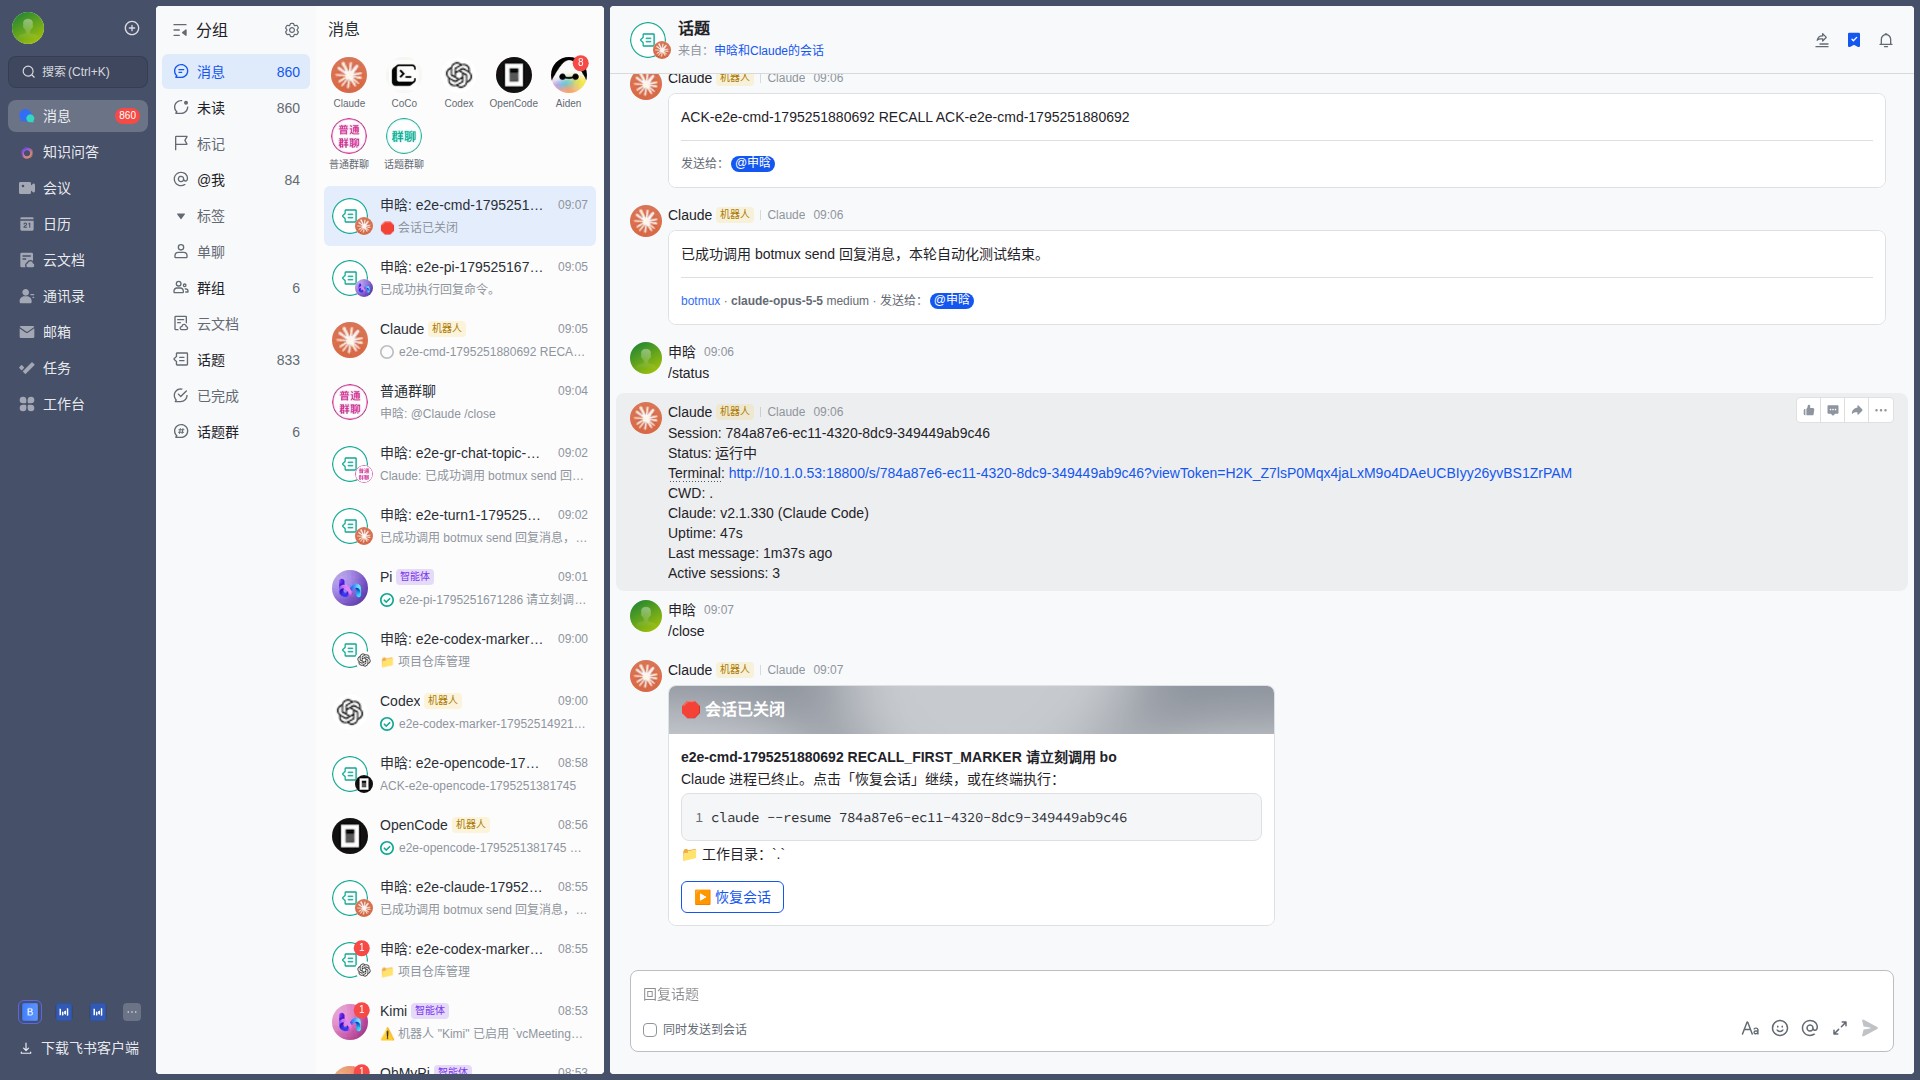 搜索 (Ctrl+K)
消息 860
知识问答
会议
日历
云文档
通讯录
邮箱
任务
工作台
下载飞书客户端
分组
消息 860
未读 860
标记
@我 84
标签
单聊
群组 6
云文档
话题 833
已完成
话题群 6
消息
Claude
CoCo
Codex
OpenCode
8
Aiden
普通群聊
普通群聊
群聊
话题群聊
申晗: e2e-cmd-1795251... 09:07
会话已关闭
申晗: e2e-pi-179525167... 09:05
已成功执行回复命令。
Claude 机器人 09:05
e2e-cmd-1795251880692 RECA...
普通群聊 09:04
申晗: @Claude /close
申晗: e2e-gr-chat-topic-... 09:02
Claude: 已成功调用 botmux send 回...
申晗: e2e-turn1-179525... 09:02
已成功调用 botmux send 回复消息，...
Pi 智能体 09:01
e2e-pi-1795251671286 请立刻调...
申晗: e2e-codex-marker... 09:00
项目仓库管理
Codex 机器人 09:00
e2e-codex-marker-17952514921...
申晗: e2e-opencode-17... 08:58
ACK-e2e-opencode-1795251381745
OpenCode 机器人 08:56
e2e-opencode-1795251381745 ...
申晗: e2e-claude-17952... 08:55
已成功调用 botmux send 回复消息，...
1
申晗: e2e-codex-marker... 08:55
项目仓库管理
1
Kimi 智能体 08:53
机器人 "Kimi" 已启用 `vcMeeting...
1
OhMyPi 智能体 08:53
话题
来自：申晗和Claude的会话
Claude 机器人 Claude 09:06
ACK-e2e-cmd-1795251880692 RECALL ACK-e2e-cmd-1795251880692
发送给： @申晗
Claude 机器人 Claude 09:06
已成功调用 botmux send 回复消息，本轮自动化测试结束。
botmux · claude-opus-5-5 medium · 发送给： @申晗
申晗 09:06
/status
Claude 机器人 Claude 09:06
Session: 784a87e6-ec11-4320-8dc9-349449ab9c46
Status: 运行中
Terminal: http://10.1.0.53:18800/s/784a87e6-ec11-4320-8dc9-349449ab9c46?viewToken=H2K_Z7lsP0Mqx4jaLxM9o4DAeUCBIyy26yvBS1ZrPAM
CWD: .
Claude: v2.1.330 (Claude Code)
Uptime: 47s
Last message: 1m37s ago
Active sessions: 3
申晗 09:07
/close
Claude 机器人 Claude 09:07
会话已关闭
e2e-cmd-1795251880692 RECALL_FIRST_MARKER 请立刻调用 bo
Claude 进程已终止。点击「恢复会话」继续，或在终端执行：
1 claude --resume 784a87e6-ec11-4320-8dc9-349449ab9c46
工作目录：`.`
恢复会话
回复话题
同时发送到会话